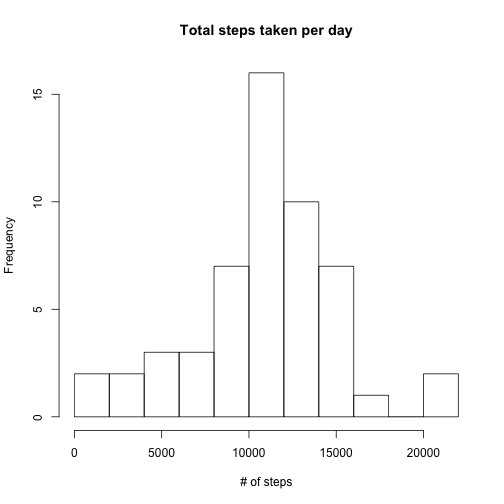 Total steps taken per day
Frequency
15
10
5
0
0 5000 10000 15000 20000
# of steps